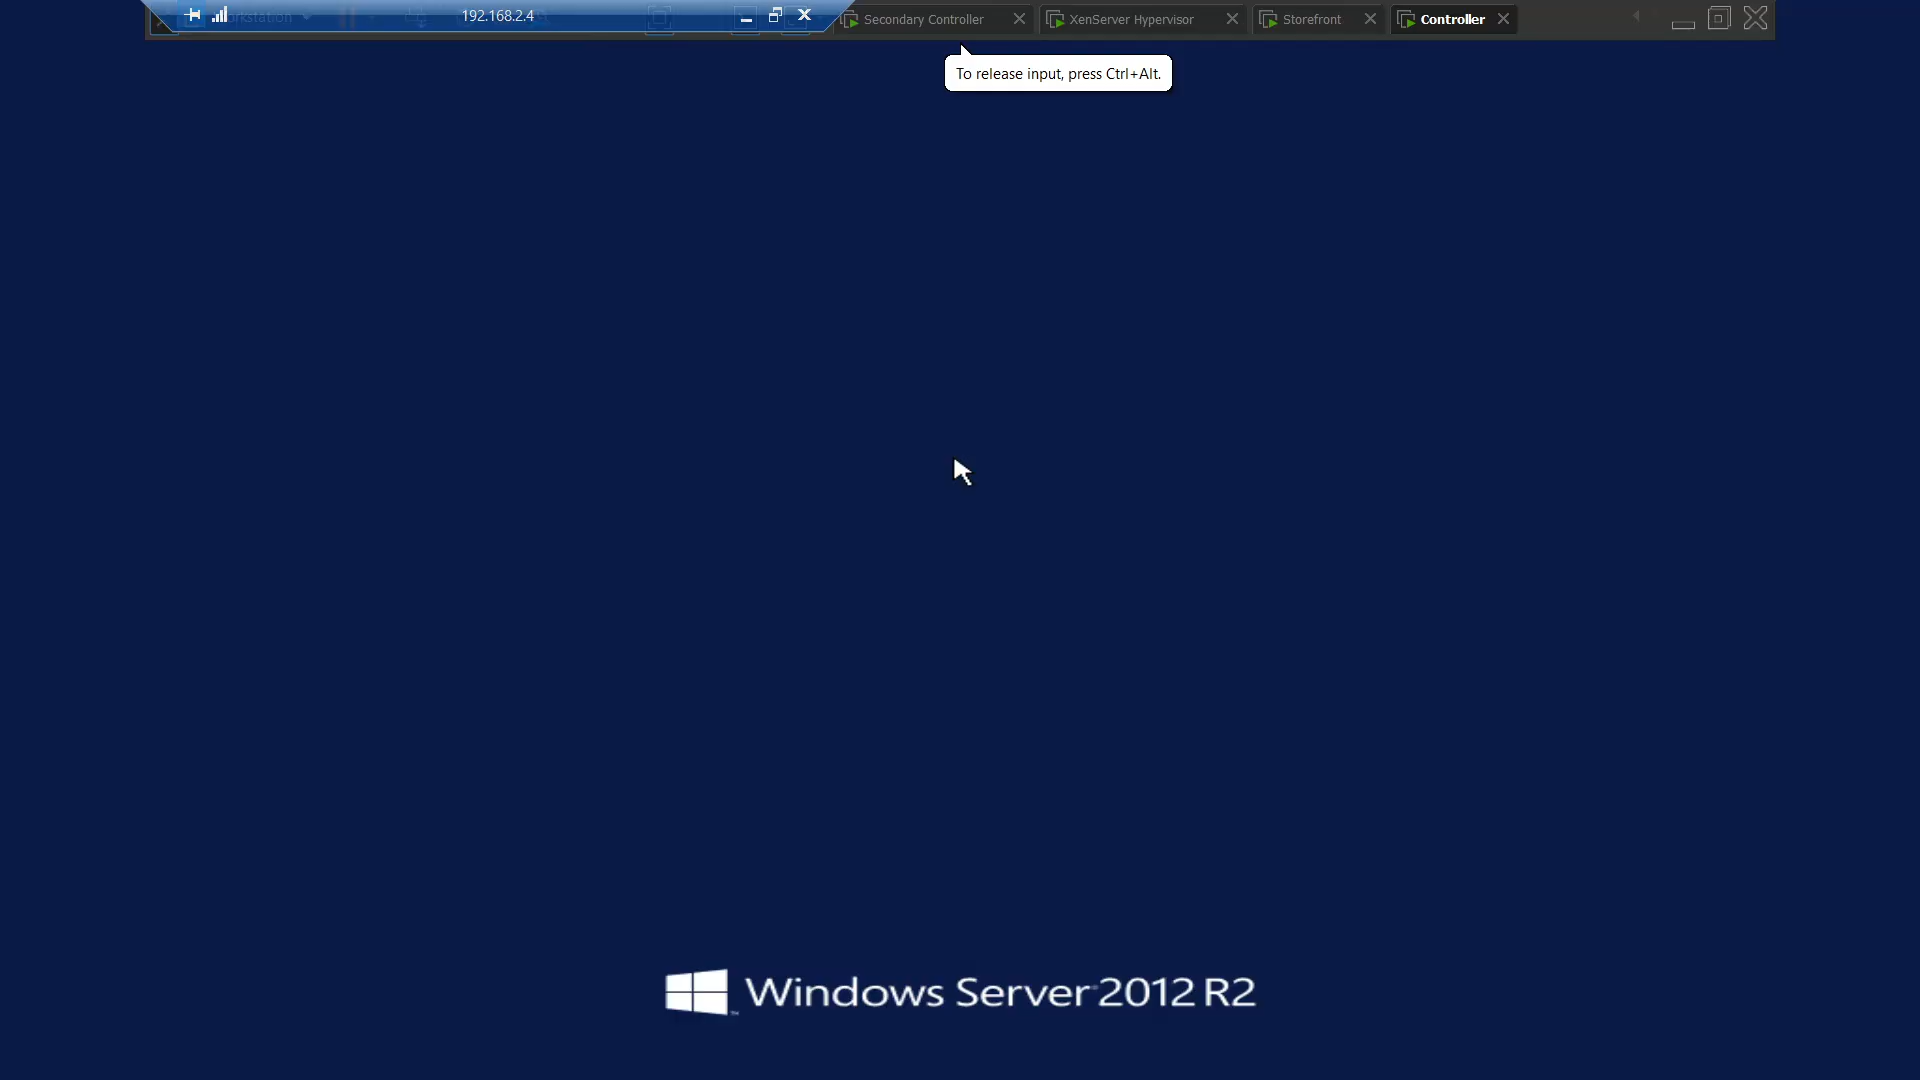 192.168.2.4
Secondary Controller
XenServer Hypervisor
Storefront
Controller
To release input, press Ctrl+Alt.
Windows Server 2012 R2